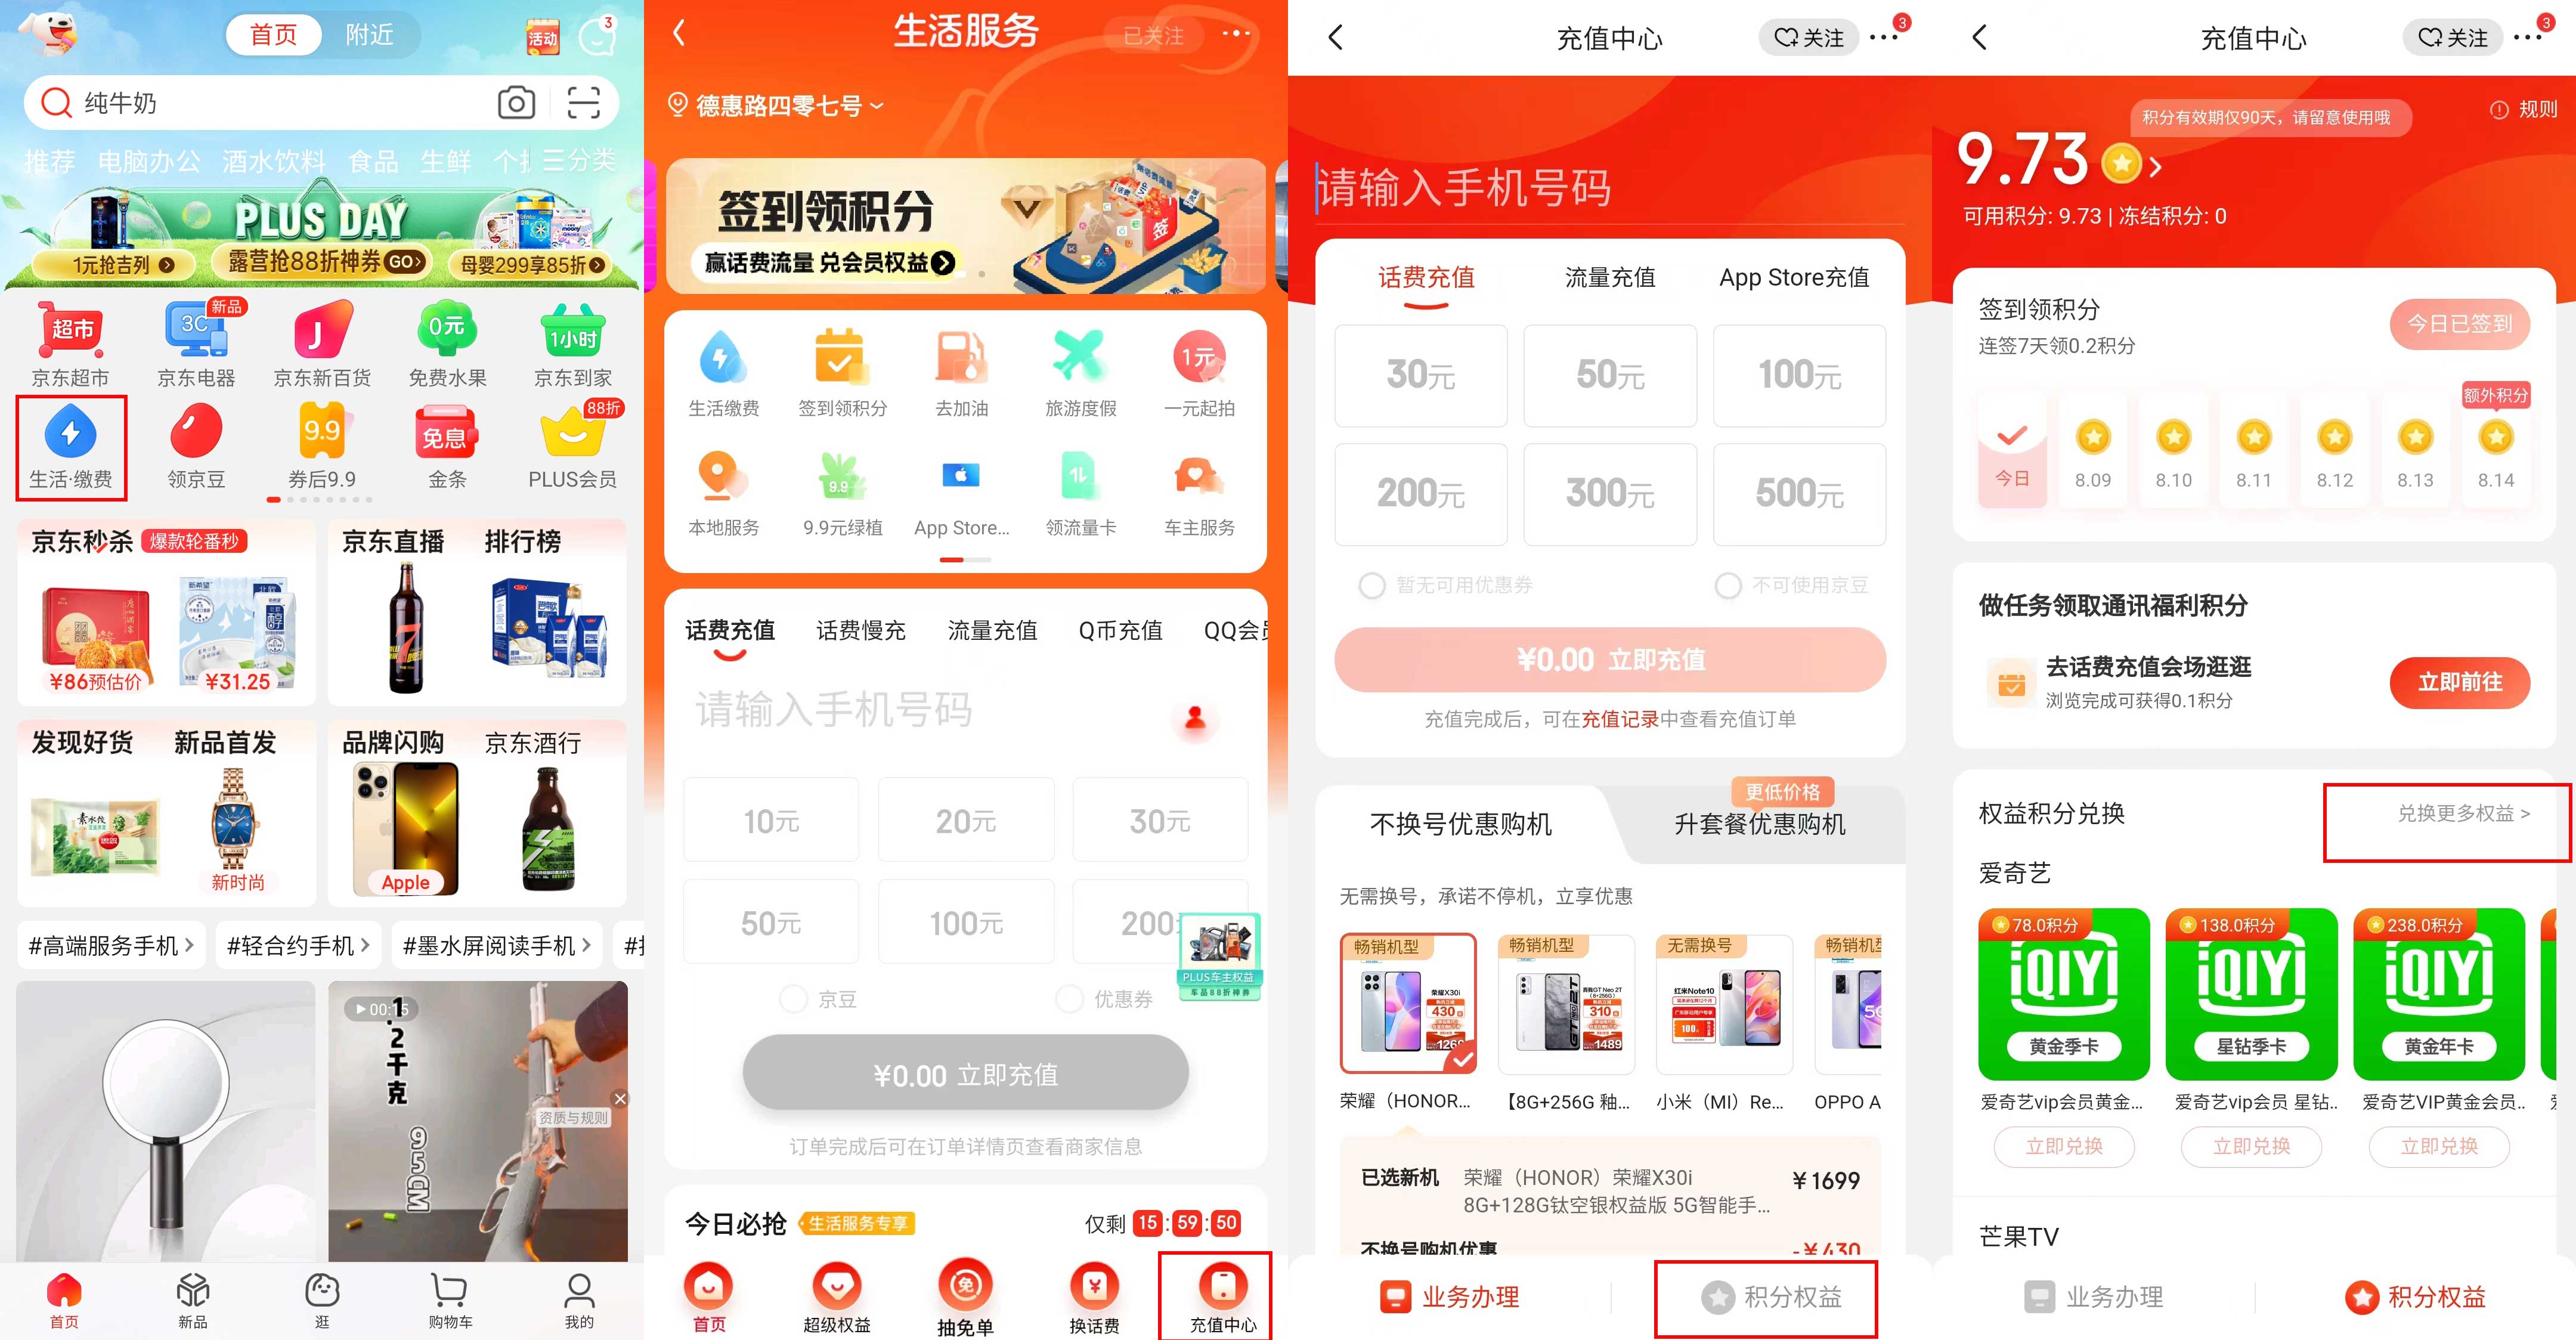 首页
附近
活动
3
纯牛奶
推荐
电脑办公
酒水饮料
食品
生鲜
分类
PLUS DAY
1元抢吉列
露营抢88折神券GO>
母婴299享85折
超市
3C
新品
0元
1小时
京东超市
京东电器
京东新百货
免费水果
京东到家
9.9
免息
88折
生活·缴费
领京豆
券后9.9
金条
PLUS会员
京东秒杀
爆款轮番秒
京东直播
排行榜
¥86预估价
¥31.25
发现好货
新品首发
品牌闪购
京东酒行
新时尚
Apple
#高端服务手机>
#轻合约手机>
#墨水屏阅读手机>
00:15
1.2千克
95CM
资质与规则
首页
新品
逛
购物车
我的
生活服务
已关注
德惠路四零七号
签到领积分
赢话费流量 兑会员权益
签
1元
生活缴费
签到领积分
去加油
旅游度假
一元起拍
9.9
本地服务
9.9元绿植
App Store...
领流量卡
车主服务
话费充值
话费慢充
流量充值
Q币充值
QQ会员
请输入手机号码
10元
20元
30元
50元
100元
200
PLUS车主权益
车品88折神券
京豆
优惠券
¥0.00 立即充值
订单完成后可在订单详情页查看商家信息
今日必抢
生活服务专享
仅剩 15:59:50
免
首页
超级权益
抽免单
换话费
充值中心
充值中心
关注
3
请输入手机号码
话费充值
流量充值
App Store充值
30元
50元
100元
200元
300元
500元
暂无可用优惠券
不可使用京豆
¥0.00 立即充值
充值完成后，可在充值记录中查看充值订单
更低价格
不换号优惠购机
升套餐优惠购机
无需换号，承诺不停机，立享优惠
畅销机型
畅销机型
无需换号
畅销机型
荣耀X30i
430
1269
310
1489
红米Note10
100
荣耀（HONOR...
【8G+256G 釉...
小米（MI）Re...
OPPO A
已选新机
荣耀（HONOR）荣耀X30i
8G+128G钛空银权益版 5G智能手...
¥1699
不换号购机优惠
-¥430
业务办理
积分权益
充值中心
关注
3
积分有效期仅90天，请留意使用哦
规则
9.73
可用积分: 9.73 | 冻结积分: 0
签到领积分
连签7天领0.2积分
今日已签到
额外积分
今日
8.09
8.10
8.11
8.12
8.13
8.14
做任务领取通讯福利积分
去话费充值会场逛逛
浏览完成可获得0.1积分
立即前往
权益积分兑换
兑换更多权益 >
爱奇艺
78.0积分
138.0积分
238.0积分
iQIYI
iQIYI
iQIYI
黄金季卡
星钻季卡
黄金年卡
爱奇艺vip会员黄金...
爱奇艺vip会员 星钻..
爱奇艺VIP黄金会员..
立即兑换
立即兑换
立即兑换
芒果TV
业务办理
积分权益